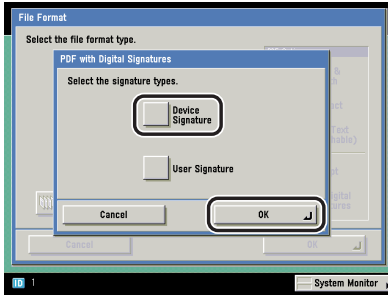 File Format
Select the file format type.
PDF with Digital Signatures
Select the signature types.
Device
Signature
User Signature
Cancel
OK
Cancel
OK
ID 1
System Monitor